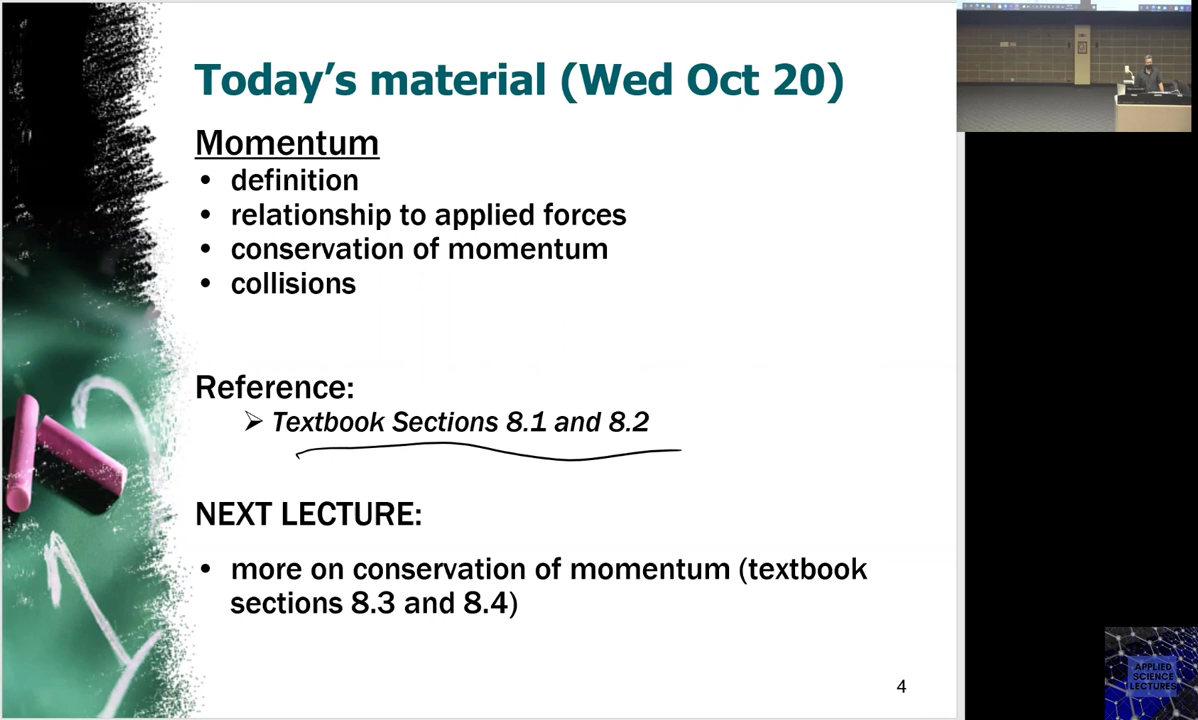 Today's material (Wed Oct 20)
Momentum
• definition
• relationship to applied forces
• conservation of momentum
• collisions
Reference:
➢ Textbook Sections 8.1 and 8.2
NEXT LECTURE:
• more on conservation of momentum (textbook
sections 8.3 and 8.4)
4
APPLIED
SCIENCE
LECTURES